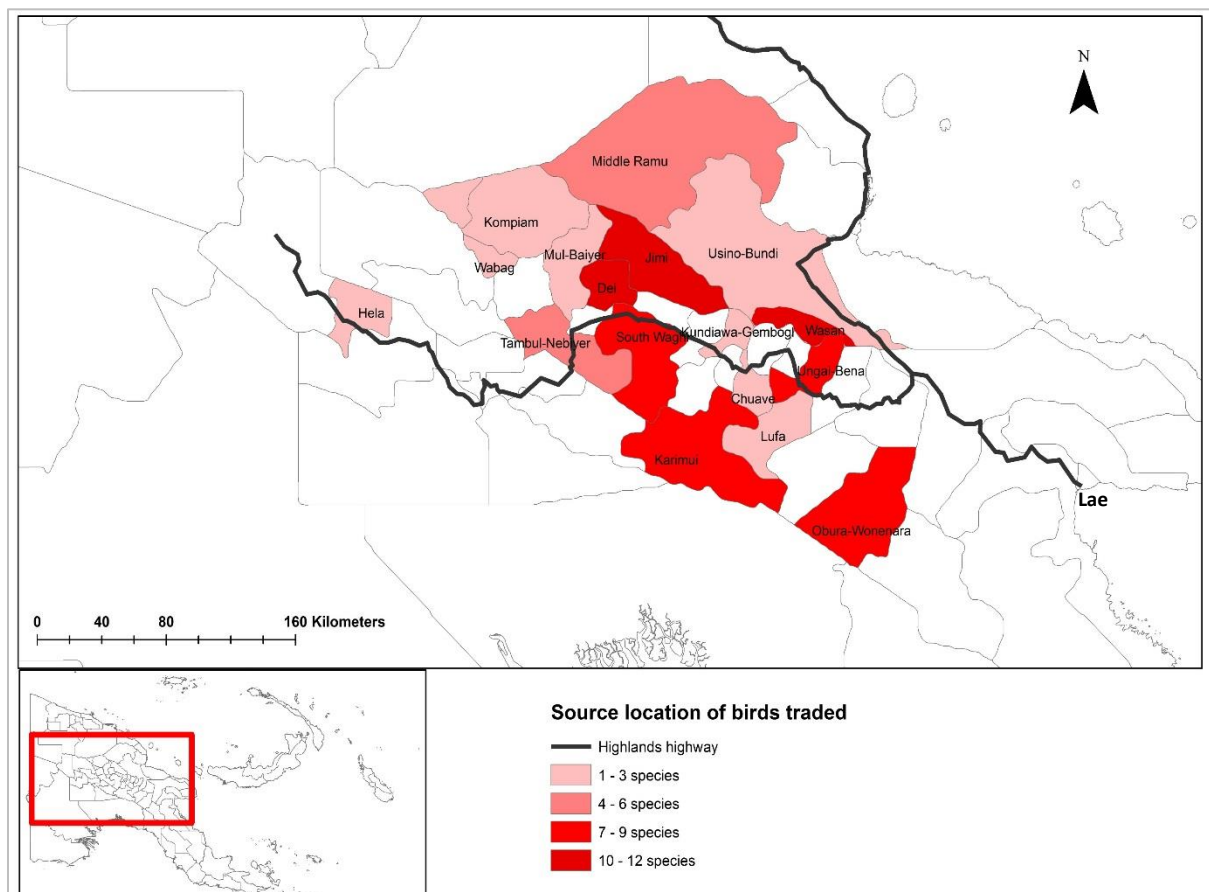 N
Middle Ramu
Kompiam
Usino-Bundi
Mul-Baiyer
Jimi
Wabag
Dei
Hela
Kundiawa-Gembogl
Wasan
South Waghi
Tambul-Nebiyer
Ungai-Bena
Chuave
Lufa
Karimui
Lae
Obura-Wonenara
0 40 80 160 Kilometers
Source location of birds traded
Highlands highway
1 - 3 species
4 - 6 species
7 - 9 species
10 - 12 species